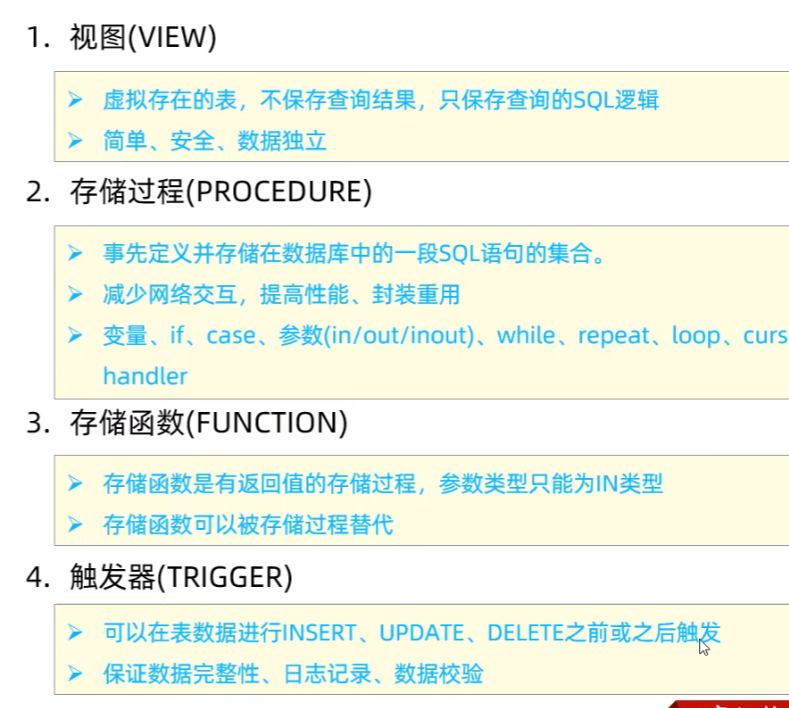 1. 视图(VIEW)
➢ 虚拟存在的表，不保存查询结果，只保存查询的SQL逻辑
➢ 简单、安全、数据独立
2. 存储过程(PROCEDURE)
➢ 事先定义并存储在数据库中的一段SQL语句的集合。
➢ 减少网络交互，提高性能、封装重用
➢ 变量、if、case、参数(in/out/inout)、while、repeat、loop、curs
handler
3. 存储函数(FUNCTION)
➢ 存储函数是有返回值的存储过程，参数类型只能为IN类型
➢ 存储函数可以被存储过程替代
4. 触发器(TRIGGER)
➢ 可以在表数据进行INSERT、UPDATE、DELETE之前或之后触发
➢ 保证数据完整性、日志记录、数据校验